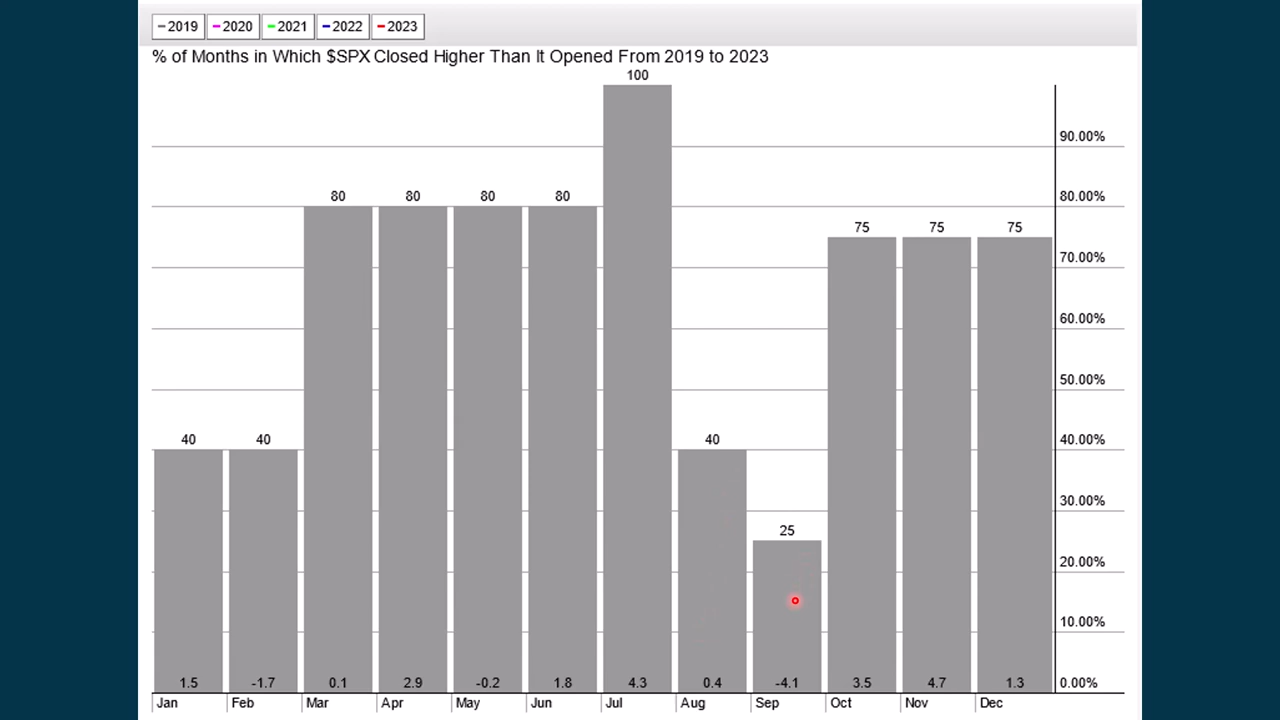 2019 2020 2021 2022 2023
% of Months in Which $SPX Closed Higher Than It Opened From 2019 to 2023
100
90.00%
80 80 80 80 80.00%
75 75 75
70.00%
60.00%
50.00%
40 40 40 40.00%
30.00%
25
20.00%
10.00%
1.5 -1.7 0.1 2.9 -0.2 1.8 4.3 0.4 -4.1 3.5 4.7 1.3 0.00%
Jan Feb Mar Apr May Jun Jul Aug Sep Oct Nov Dec